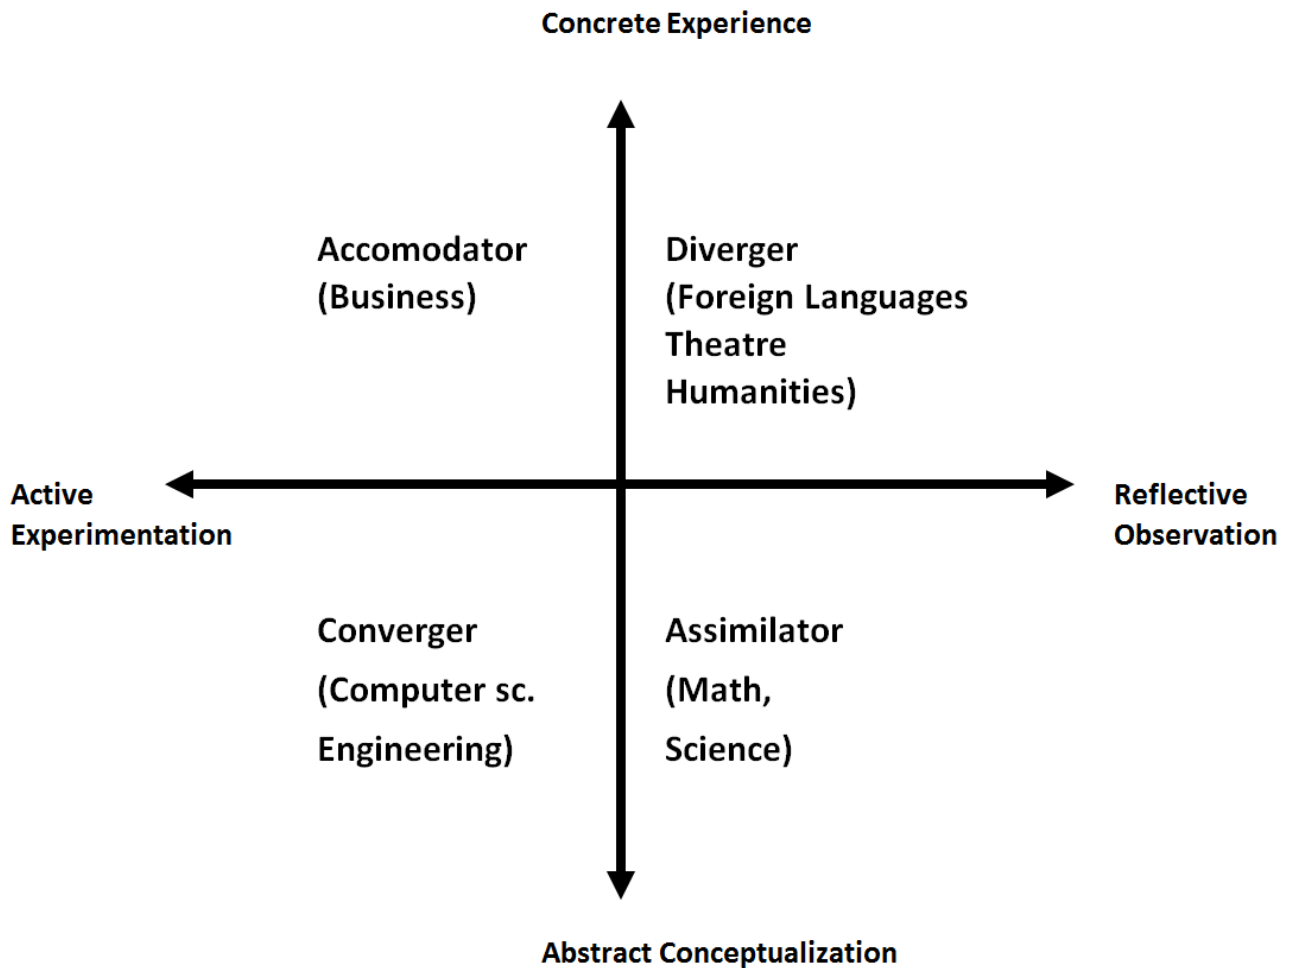 Concrete Experience
Accomodator
(Business)
Diverger
(Foreign Languages
Theatre
Humanities)
Active
Experimentation
Reflective
Observation
Converger
(Computer sc.
Engineering)
Assimilator
(Math,
Science)
Abstract Conceptualization